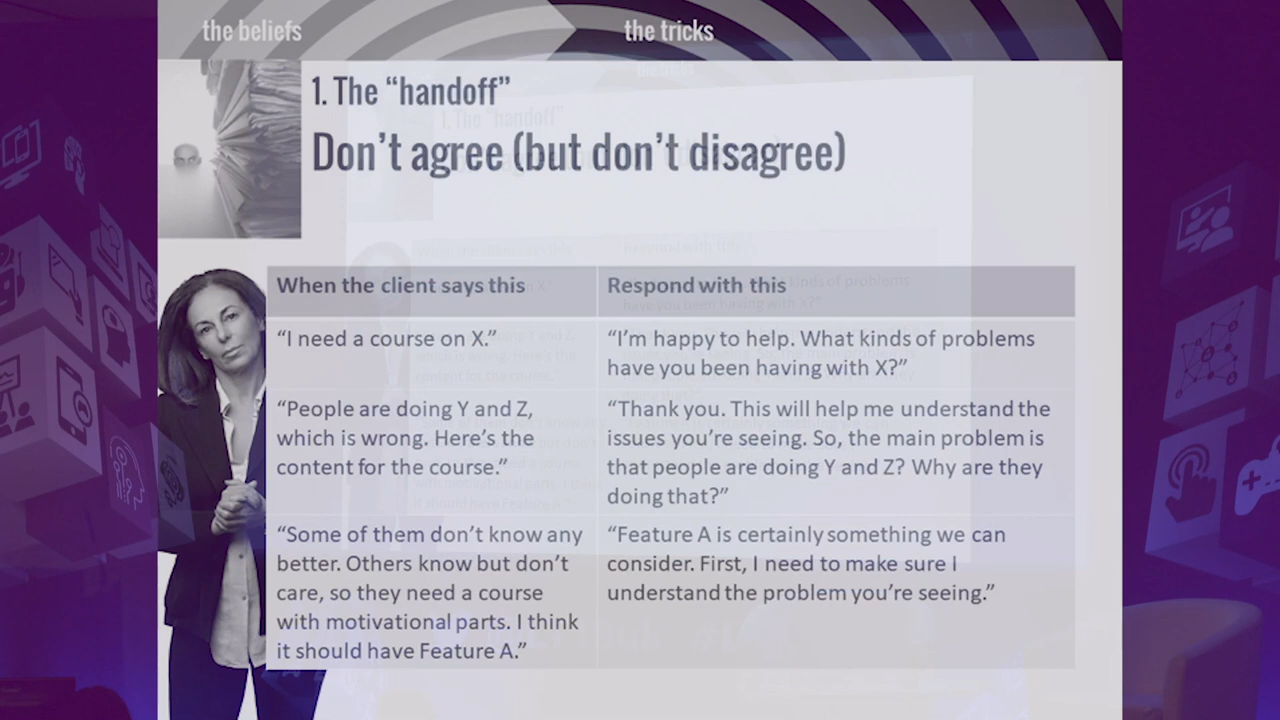 the beliefs
the tricks
1. The “handoff”
Don’t agree (but don’t disagree)
When the client says this
Respond with this
“I need a course on X.”
“I’m happy to help. What kinds of problems
have you been having with X?”
“People are doing Y and Z,
which is wrong. Here’s the
content for the course.”
“Thank you. This will help me understand the
issues you’re seeing. So, the main problem is
that people are doing Y and Z? Why are they
doing that?”
“Some of them don’t know any
better. Others know but don’t
care, so they need a course
with motivational parts. I think
it should have Feature A.”
“Feature A is certainly something we can
consider. First, I need to make sure I
understand the problem you’re seeing.”